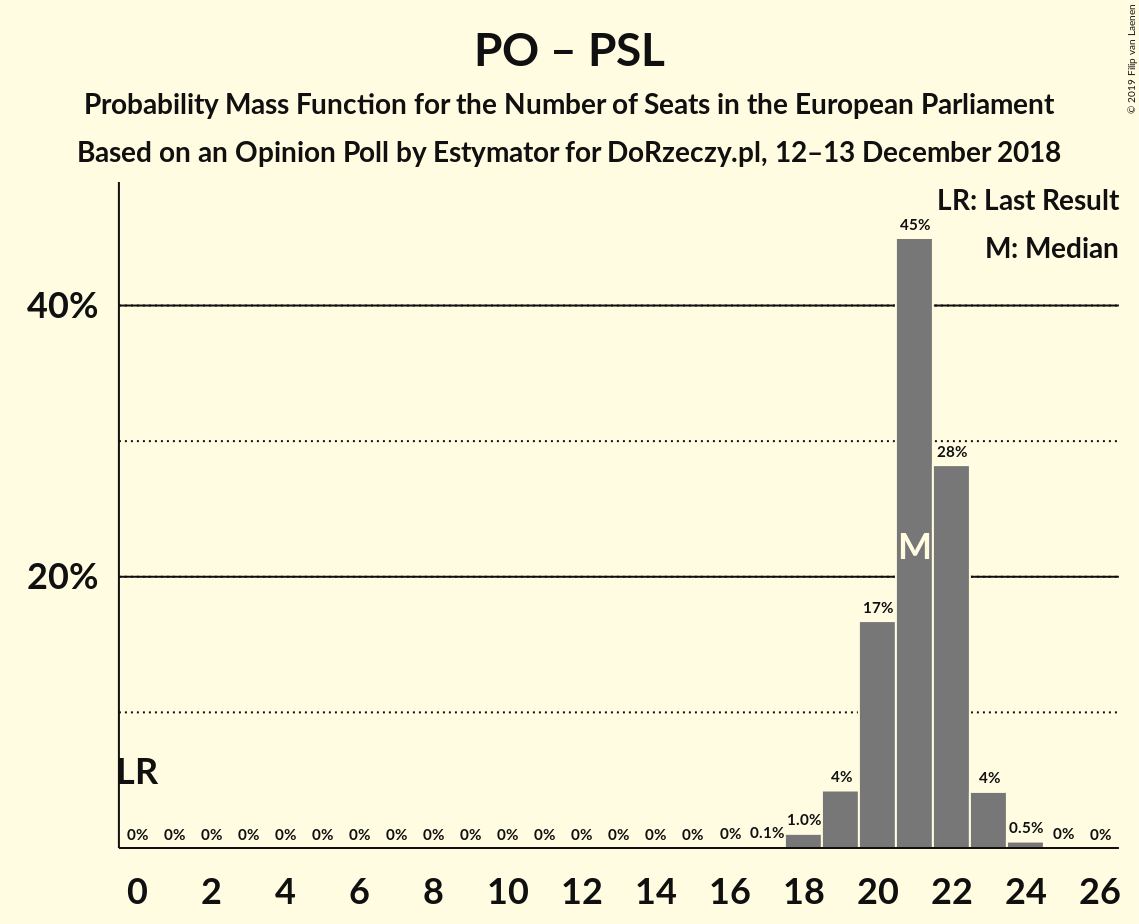 PO – PSL
Probability Mass Function for the Number of Seats in the European Parliament
Based on an Opinion Poll by Estymator for DoRzeczy.pl, 12–13 December 2018
© 2019 Filip van Laenen
LR: Last Result
M: Median
45%
40%
28%
M
20%
17%
LR
4%
4%
0% 0% 0% 0% 0% 0% 0% 0% 0% 0% 0% 0% 0% 0% 0% 0% 0% 0.1% 1.0% 0.5% 0% 0%
0 2 4 6 8 10 12 14 16 18 20 22 24 26